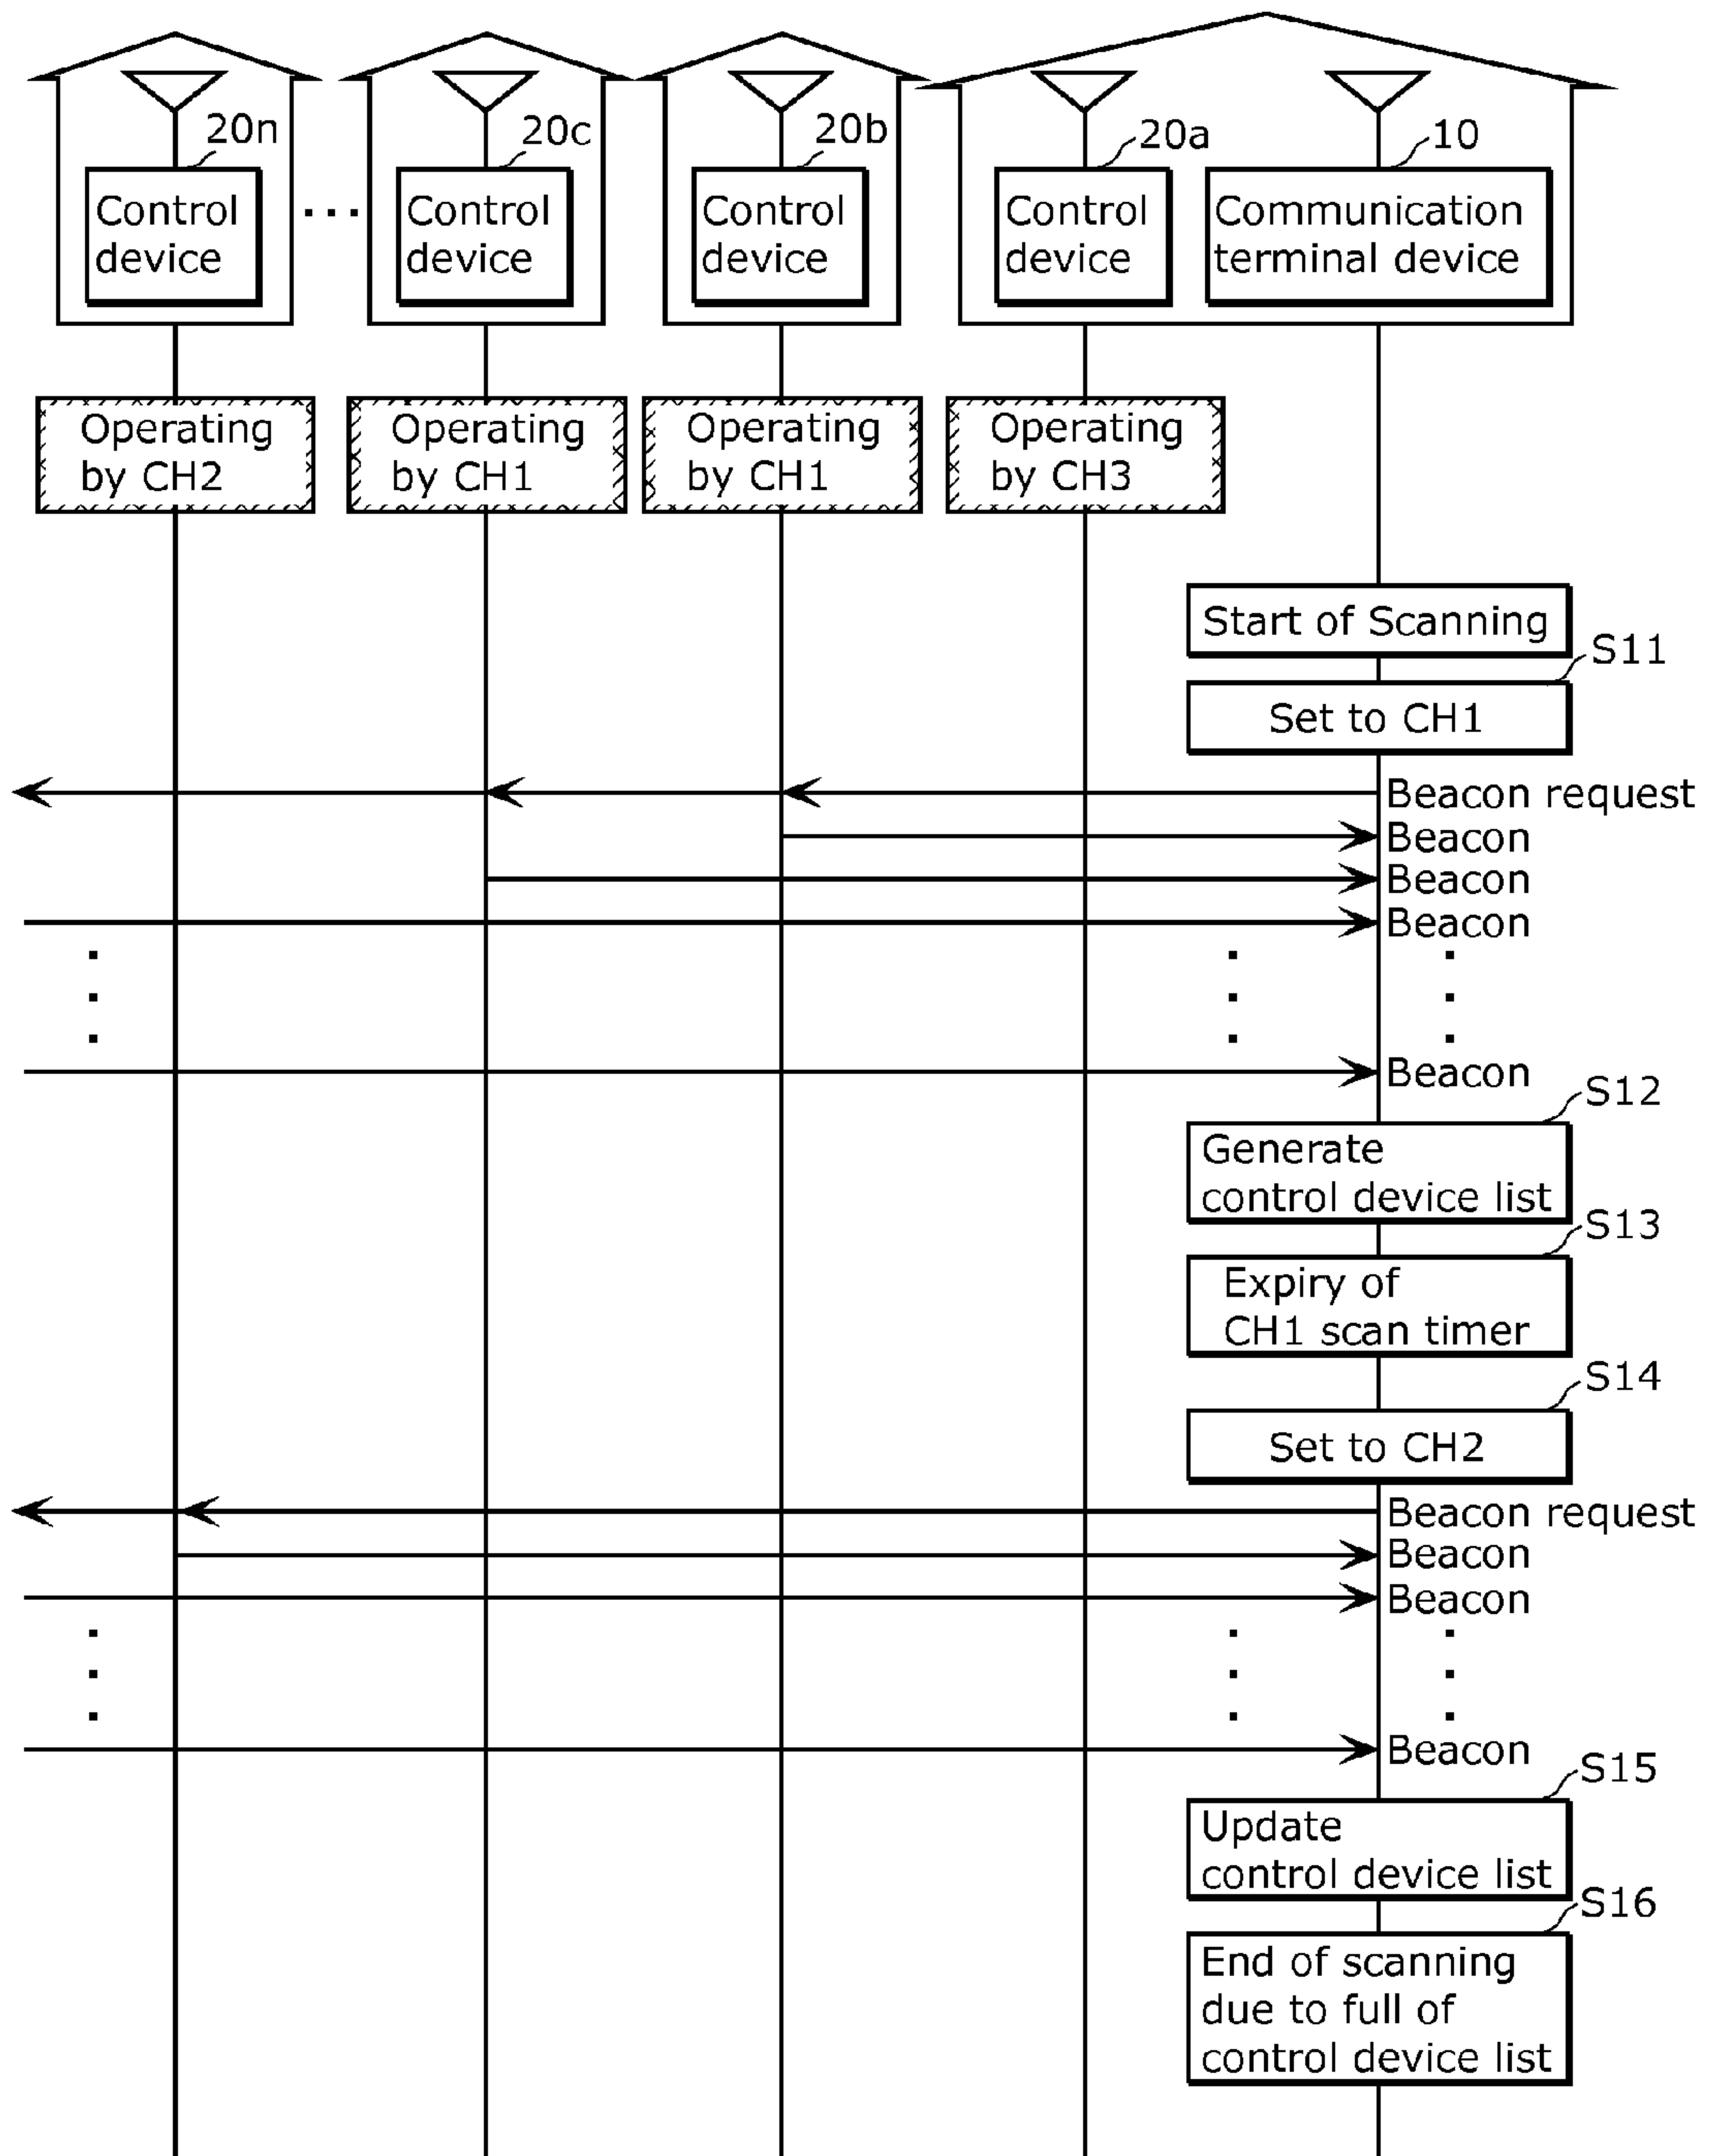 20n
20c
20b
20a
10
Control
device
...
Control
device
Control
device
Control
device
Communication
terminal device
Operating
by CH2
Operating
by CH1
Operating
by CH1
Operating
by CH3
Start of Scanning
S11
Set to CH1
Beacon request
Beacon
Beacon
Beacon
Beacon
S12
Generate
control device list
S13
Expiry of
CH1 scan timer
S14
Set to CH2
Beacon request
Beacon
Beacon
Beacon
S15
Update
control device list
S16
End of scanning
due to full of
control device list